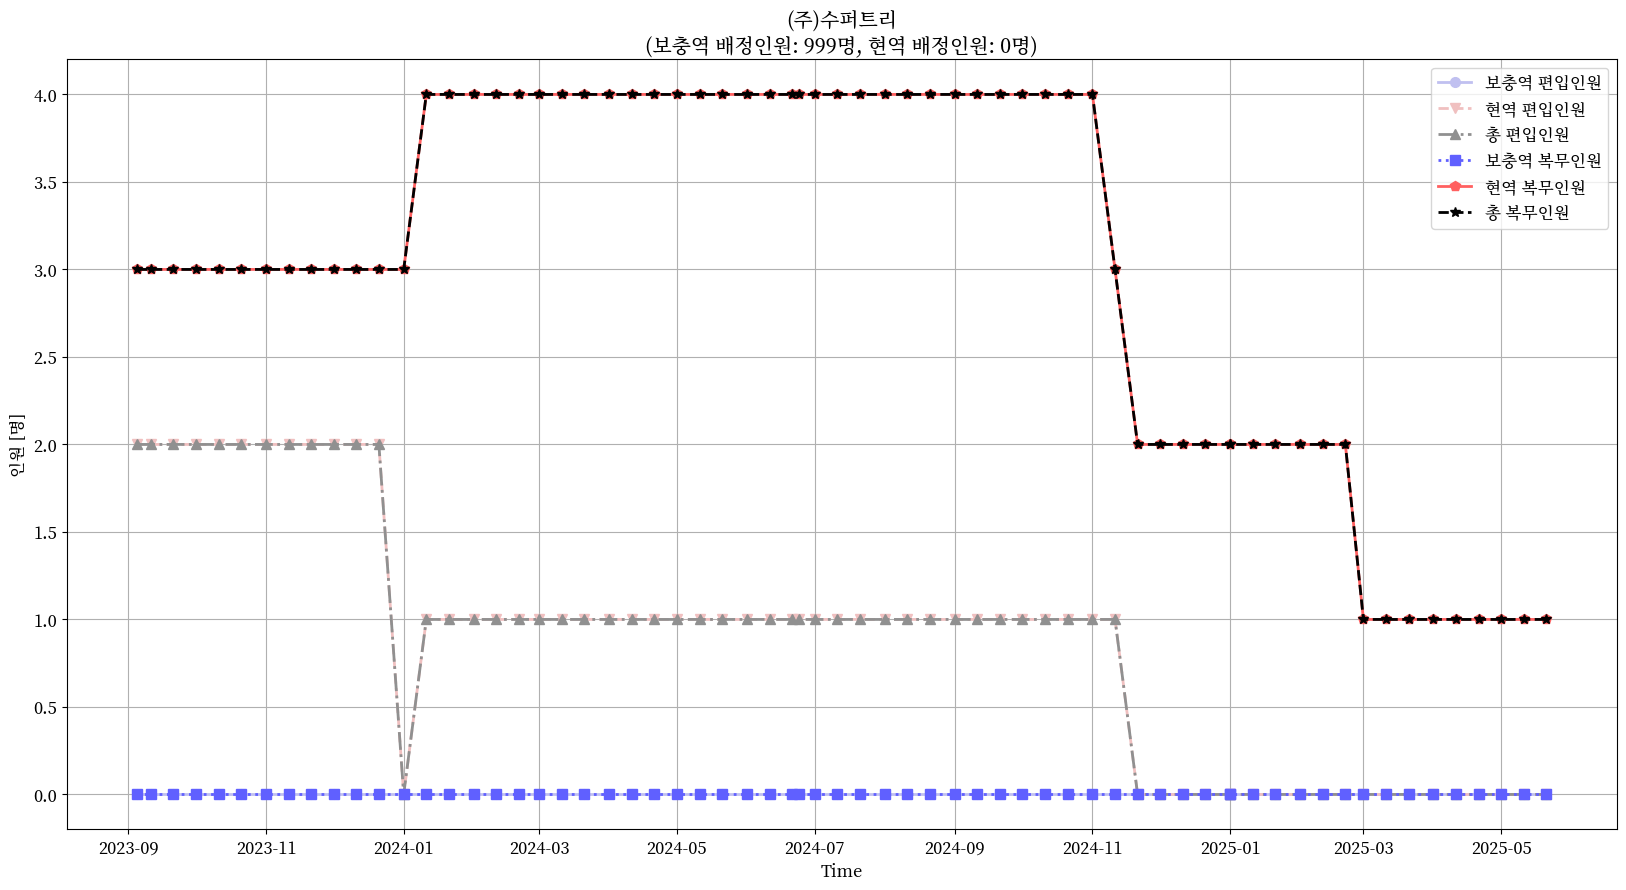 (주)수퍼트리
(보충역 배정인원: 999명, 현역 배정인원: 0명)
4.0
3.5
3.0
2.5
2.0
1.5
1.0
0.5
0.0
인원 [명]
보충역 편입인원
현역 편입인원
총 편입인원
보충역 복무인원
현역 복무인원
총 복무인원
2023-09 2023-11 2024-01 2024-03 2024-05 2024-07 2024-09 2024-11 2025-01 2025-03 2025-05
Time